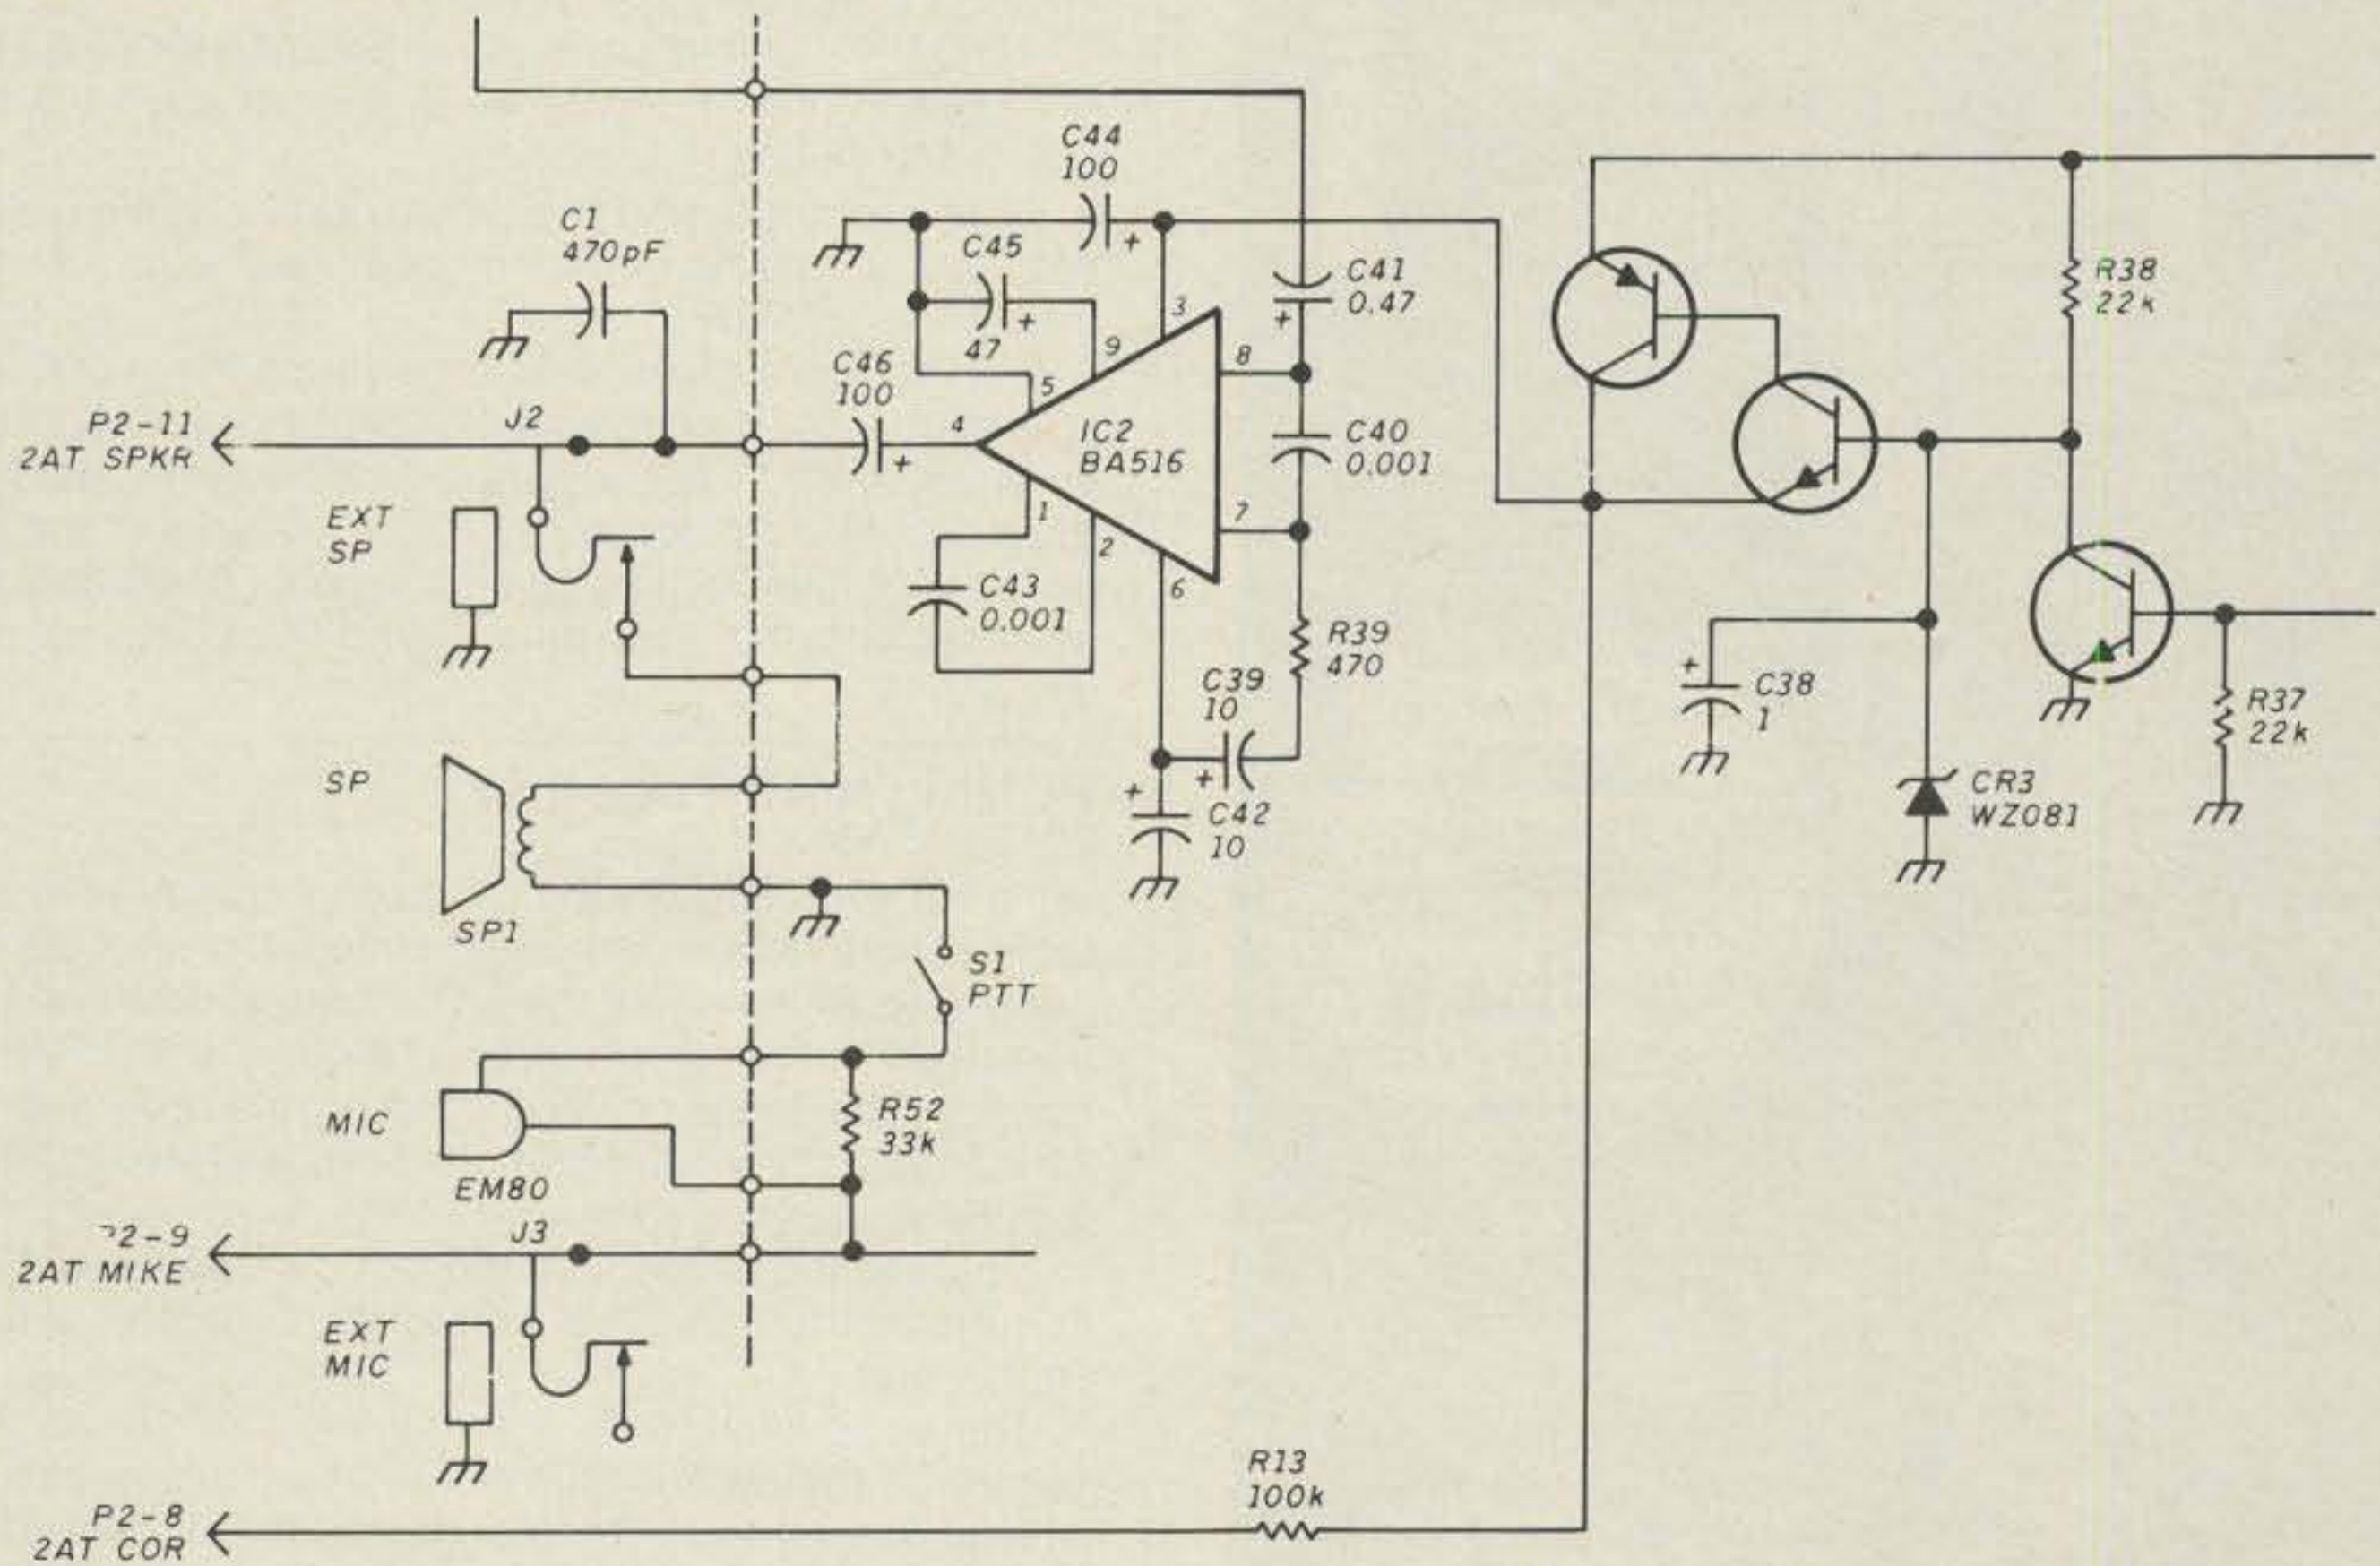 C44
100
C1
470pF
+
C45
+
47
3
9
5
C46
100
4
+
8
C41
0.47
+
R38
22k
P2-11
2AT SPKR
J2
IC2
BA516
C40
0.001
7
1
2
6
EXT
SP
C43
0.001
R39
470
C39
10
+
+
C42
10
+
C38
1
R37
22k
CR3
WZ081
SP
SP1
S1
PTT
MIC
EM80
R52
33k
2-9
2AT MIKE
J3
EXT
MIC
R13
100k
P2-8
2AT COR